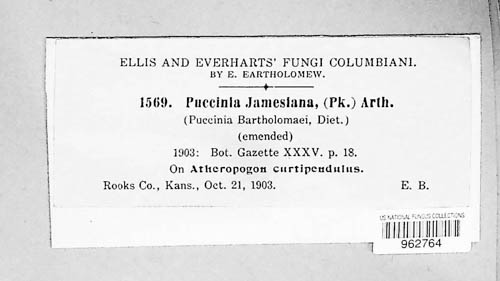 ELLIS AND EVERHARTS' FUNGI COLUMBIANI.
BY E. EARTHOLOMEW.
1569. Puccinia Jamesiana, (Pk.) Arth.
(Puccinia Bartholomaei, Diet.)
(emended)
1903: Bot. Gazette XXXV. p. 18.
On Atheropogon curtipendulus.
Rooks Co., Kans., Oct. 21, 1903. E. B.
US NATIONAL FUNGUS COLLECTIONS
962764